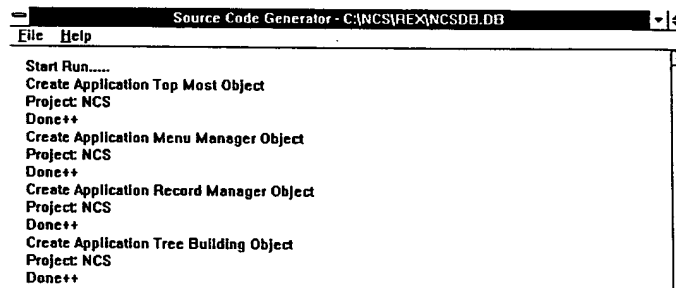 Source Code Generator - C:\NCS\REX\NCSDB.DB
File Help
Start Run.....
Create Application Top Most Object
Project: NCS
Done++
Create Application Menu Manager Object
Project: NCS
Done++
Create Application Record Manager Object
Project: NCS
Done++
Create Application Tree Building Object
Project: NCS
Done++